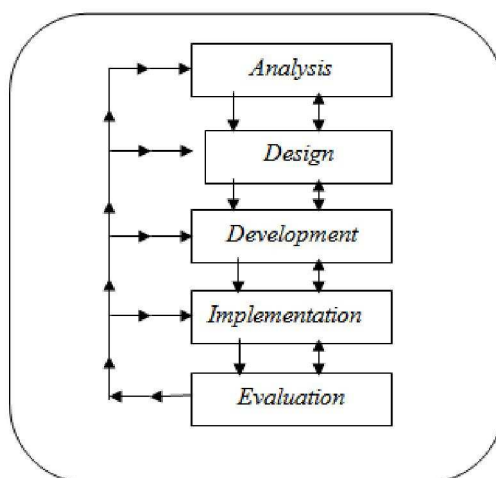 Analysis
Design
Development
Implementation
Evaluation